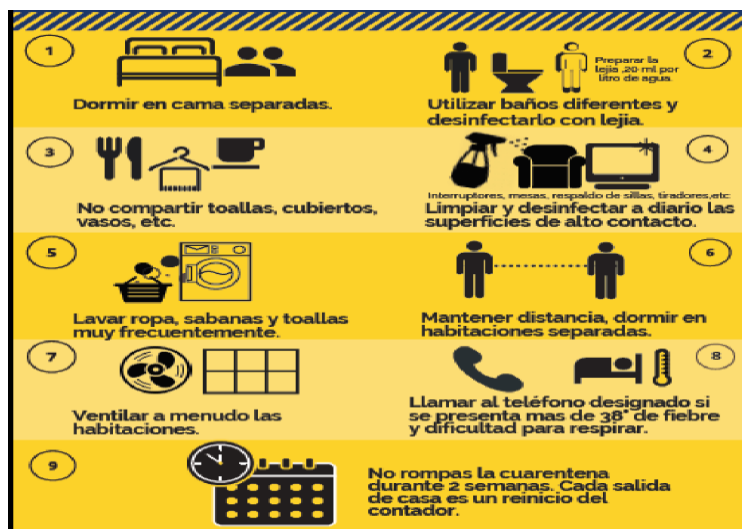 1
Dormir en cama separadas.
2
Preparar la
lejia ,20 ml por
litro de agua
Utilizar baños diferentes y
desinfectarlo con lejia.
3
No compartir toallas, cubiertos,
vasos, etc.
4
Interruptores, mesas, respaldo de sillas, tiradores,etc
Limpiar y desinfectar a diario las
superficies de alto contacto.
5
Lavar ropa, sabanas y toallas
muy frecuentemente.
6
Mantener distancia, dormir en
habitaciones separadas.
7
Ventilar a menudo las
habitaciones.
8
Llamar al teléfono designado si
se presenta mas de 38° de fiebre
y dificultad para respirar.
9
No rompas la cuarentena
durante 2 semanas. Cada salida
de casa es un reinicio del
contador.